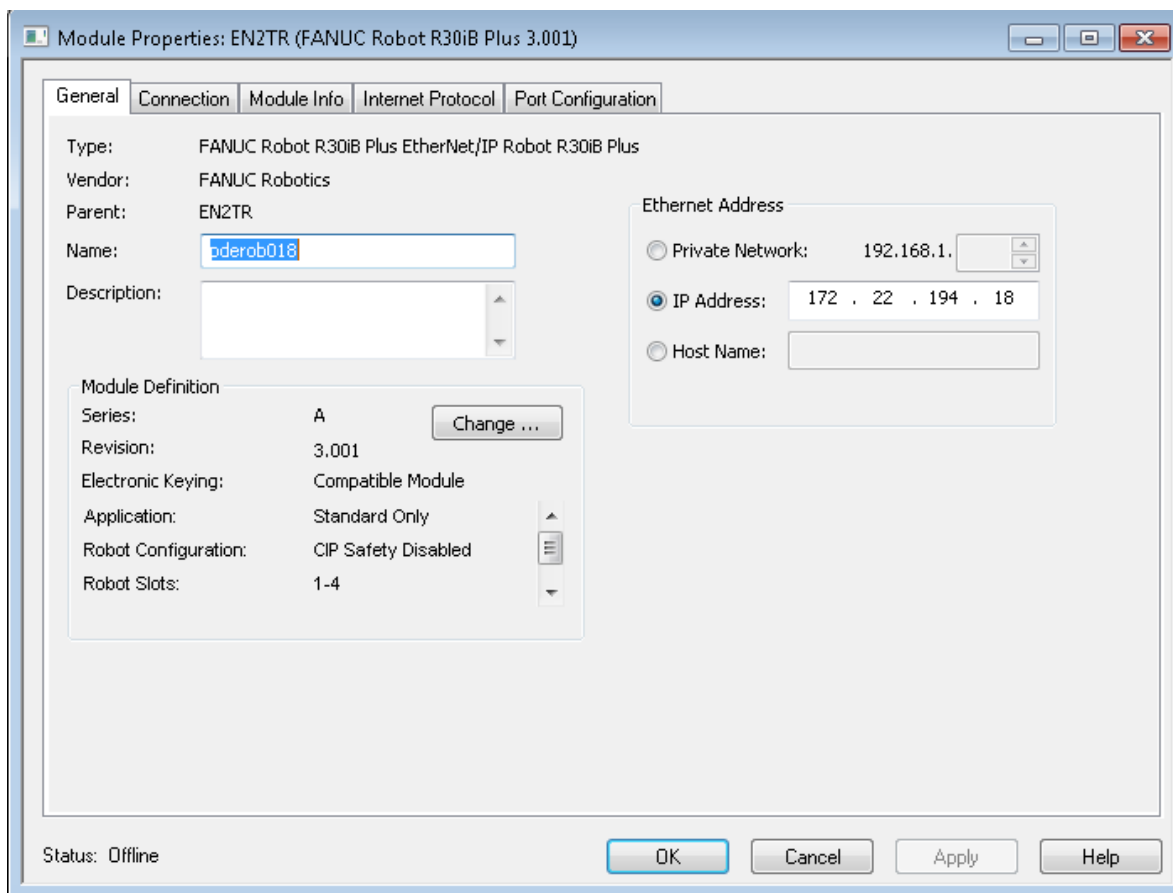 Module Properties: EN2TR (FANUC Robot R30iB Plus 3.001)
General Connection Module Info Internet Protocol Port Configuration
Type: FANUC Robot R30iB Plus EtherNet/IP Robot R30iB Plus
Vendor: FANUC Robotics
Parent: EN2TR
Name: pderob018
Description:
Ethernet Address
Private Network: 192.168.1.
IP Address: 172 . 22 . 194 . 18
Host Name:
Module Definition
Series: A
Change ...
Revision: 3.001
Electronic Keying: Compatible Module
Application: Standard Only
Robot Configuration: CIP Safety Disabled
Robot Slots: 1-4
Status: Offline
OK Cancel Apply Help